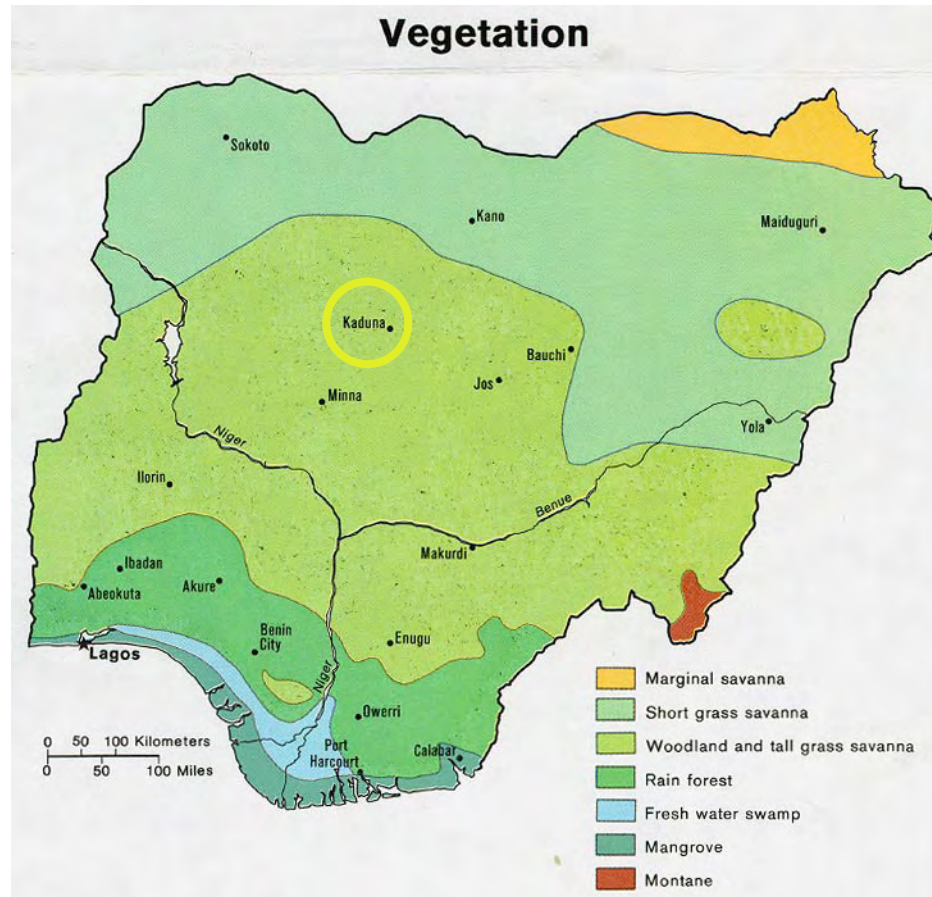 Vegetation
Sokoto
Kano
Maiduguri
Kaduna
Bauchi
Jos
Minna
Yola
Niger
Ilorin
Benue
Makurdi
Ibadan
Abeokuta
Akure
Benin
City
Enugu
Lagos
Niger
Owerri
Port
Harcourt
Calabar
0 50 100 Kilometers
0 50 100 Miles
Marginal savanna
Short grass savanna
Woodland and tall grass savanna
Rain forest
Fresh water swamp
Mangrove
Montane